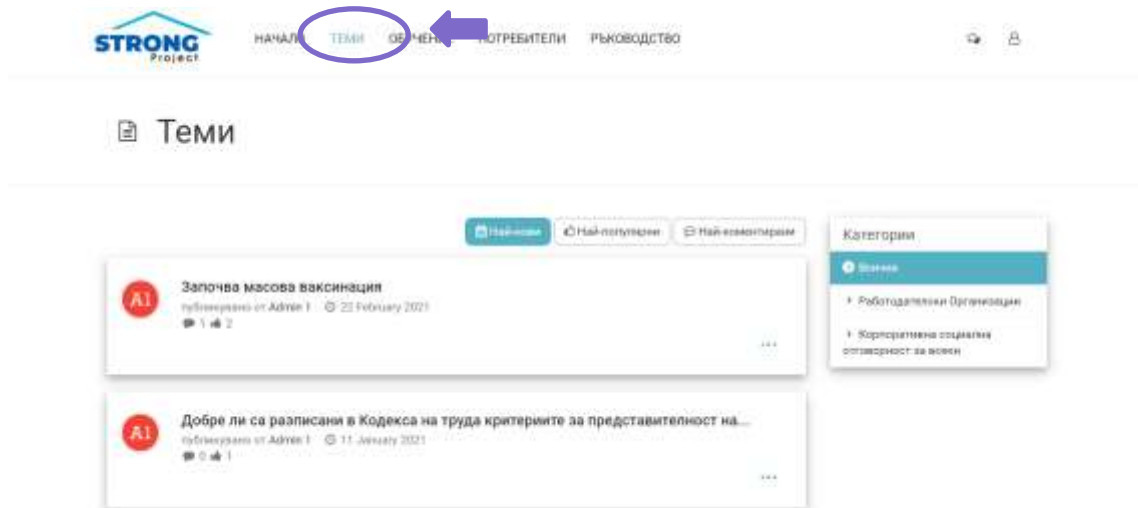 STRONG
Project
НАЧАЛО ТЕМИ ПОТРЕБИТЕЛИ РЪКОВОДСТВО
Теми
Най-нови Най-популярни Най-коментирани
Категории
Всички
Работодателски Организации
Корпоративна социална
отговорност за всеки
Започва масова ваксинация
публикувано от Admin 1 22 February 2021
1 2
Добре ли са разписани в Кодекса на труда критериите за представителност на...
публикувано от Admin 1 11 January 2021
0 1
A1
A1